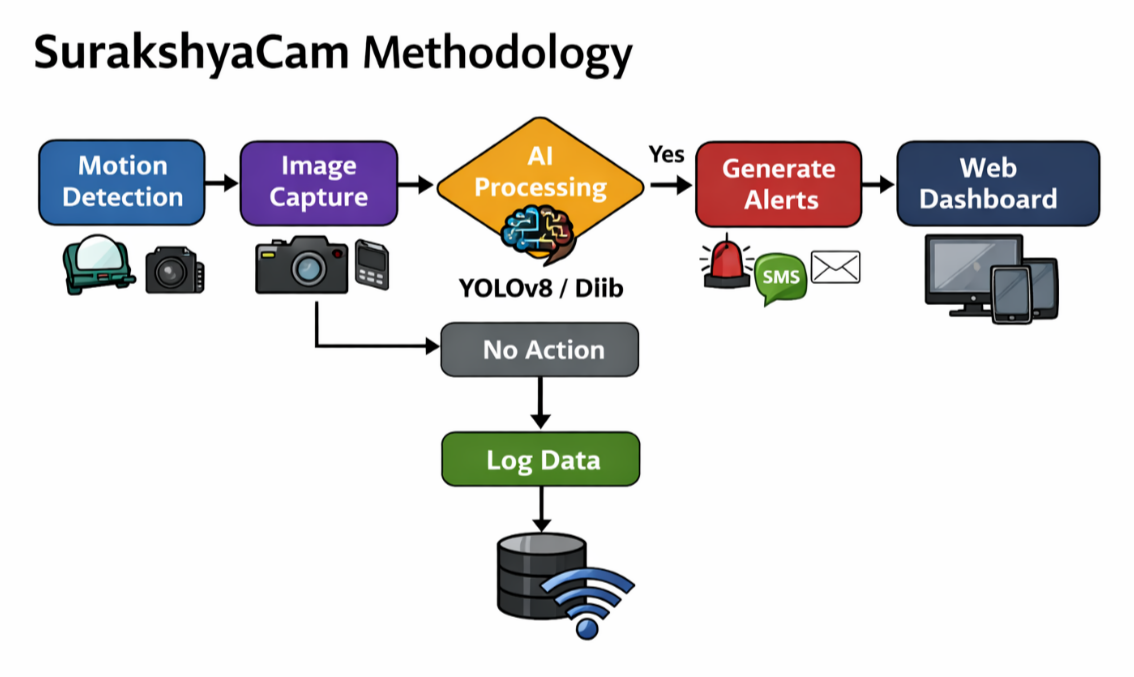 SurakshyaCam Methodology
Motion
Detection
Image
Capture
AI
Processing
YOLOv8 / Diib
Yes
Generate
Alerts
SMS
Web
Dashboard
No Action
Log Data